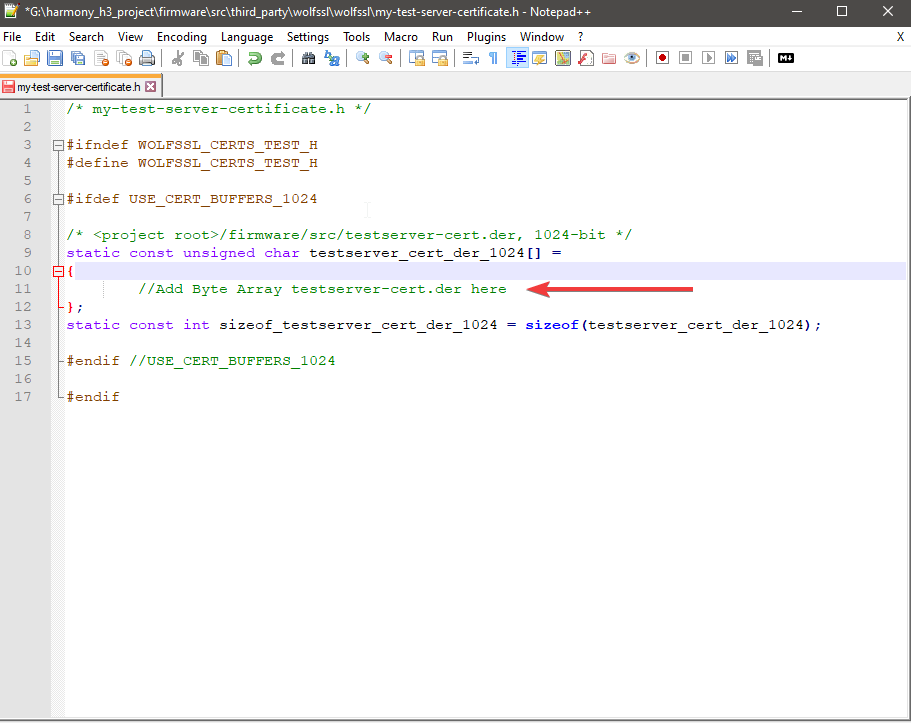 *G:\harmony_h3_project\firmware\src\third_party\wolfssl\wolfssl\my-test-server-certificate.h - Notepad++
File Edit Search View Encoding Language Settings Tools Macro Run Plugins Window ? X
my-test-server-certificate.h
1 /* my-test-server-certificate.h */
2
3 #ifndef WOLFSSL_CERTS_TEST_H
4 #define WOLFSSL_CERTS_TEST_H
5
6 #ifdef USE_CERT_BUFFERS_1024
7
8 /* <project root>/firmware/src/testserver-cert.der, 1024-bit */
9 static const unsigned char testserver_cert_der_1024[] =
10 {
11 //Add Byte Array testserver-cert.der here
12 };
13 static const int sizeof_testserver_cert_der_1024 = sizeof(testserver_cert_der_1024);
14
15 #endif //USE_CERT_BUFFERS_1024
16
17 #endif